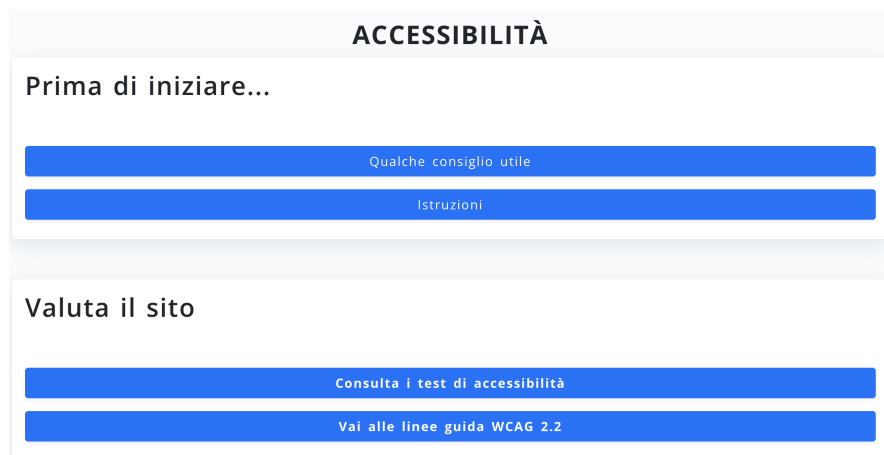 ACCESSIBILITÀ
Prima di iniziare...
Qualche consiglio utile
Istruzioni
Valuta il sito
Consulta i test di accessibilità
Vai alle linee guida WCAG 2.2